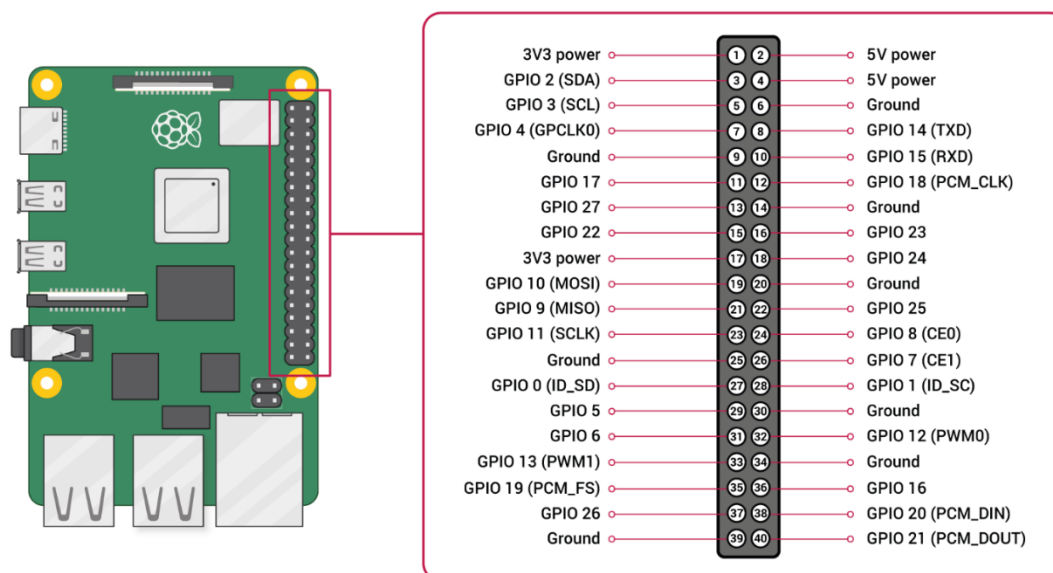 3V3 power 1 2 5V power
GPIO 2 (SDA) 3 4 5V power
GPIO 3 (SCL) 5 6 Ground
GPIO 4 (GPCLK0) 7 8 GPIO 14 (TXD)
Ground 9 10 GPIO 15 (RXD)
GPIO 17 11 12 GPIO 18 (PCM_CLK)
GPIO 27 13 14 Ground
GPIO 22 15 16 GPIO 23
3V3 power 17 18 GPIO 24
GPIO 10 (MOSI) 19 20 Ground
GPIO 9 (MISO) 21 22 GPIO 25
GPIO 11 (SCLK) 23 24 GPIO 8 (CE0)
Ground 25 26 GPIO 7 (CE1)
GPIO 0 (ID_SD) 27 28 GPIO 1 (ID_SC)
GPIO 5 29 30 Ground
GPIO 6 31 32 GPIO 12 (PWM0)
GPIO 13 (PWM1) 33 34 Ground
GPIO 19 (PCM_FS) 35 36 GPIO 16
GPIO 26 37 38 GPIO 20 (PCM_DIN)
Ground 39 40 GPIO 21 (PCM_DOUT)